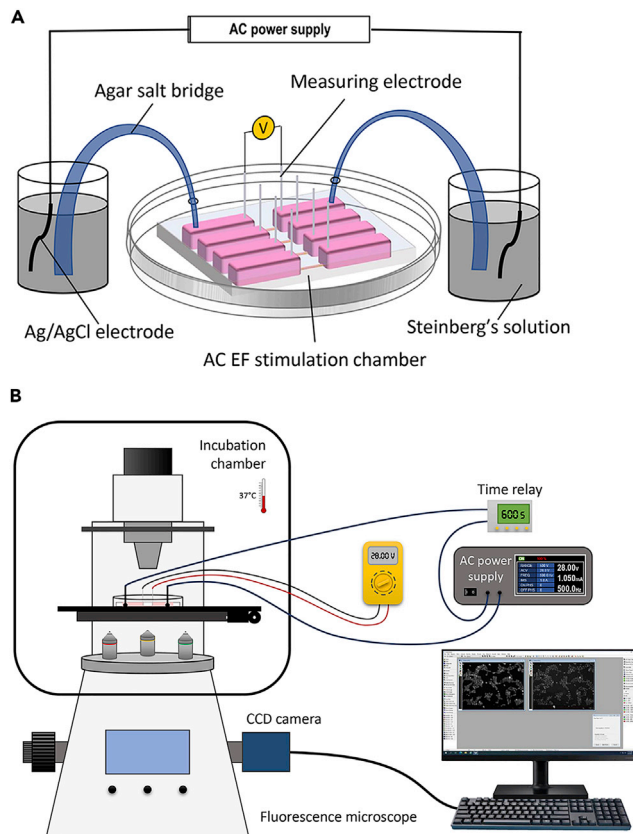 A
AC power supply
Agar salt bridge
Measuring electrode
V
Ag/AgCl electrode
Steinberg's solution
AC EF stimulation chamber
B
Incubation
chamber
37°C
Time relay
600s
28.00 V
AC power
supply
28.00V
1.050mA
500.0Hz
CCD camera
Fluorescence microscope